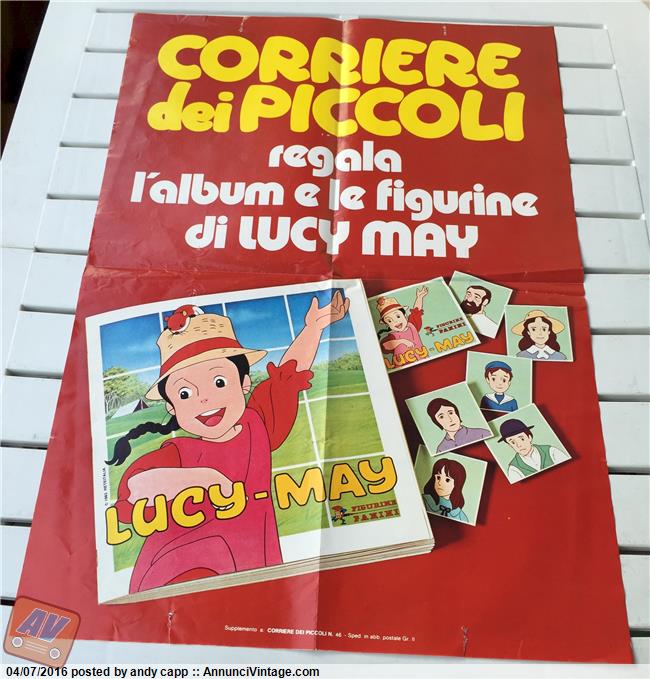 CORRIERE
dei PICCOLI
regala
l'album e le figurine
di LUCY MAY
FIGURINE
PANINI
LUCY-MAY
© 1983 RETEITALIA
LUCY-MAY
FIGURINE
PANINI
Supplemento a: CORRIERE DEI PICCOLI N. 46 - Sped. in abb. postale Gr. II
AV
04/07/2016 posted by andy capp :: AnnunciVintage.com